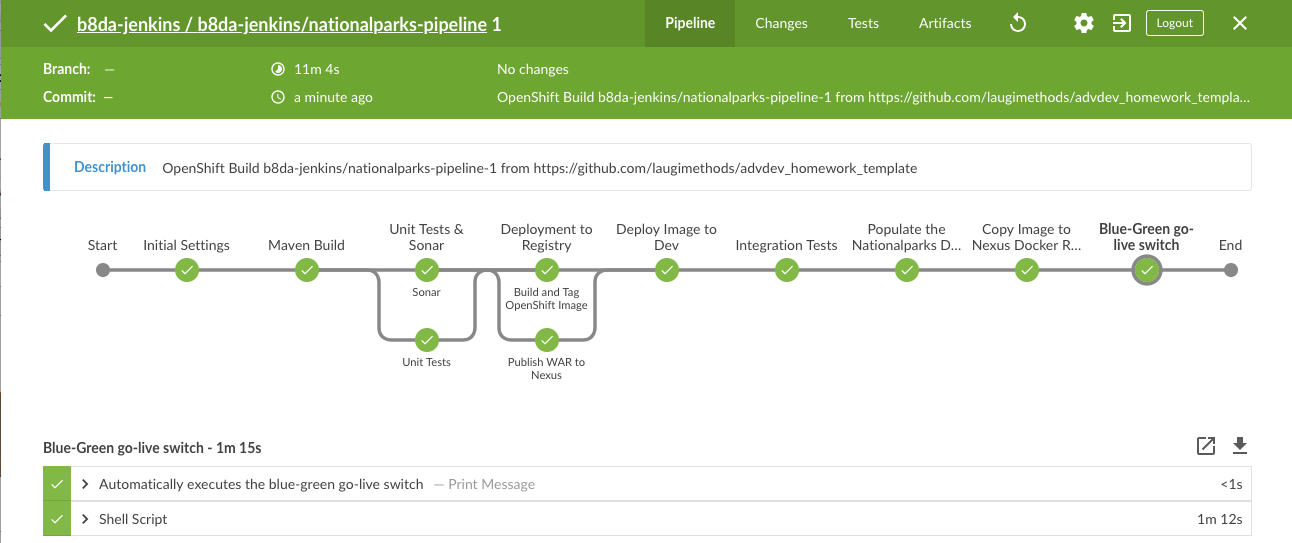 b8da-jenkins / b8da-jenkins/nationalparks-pipeline 1
Pipeline
Changes
Tests
Artifacts
Logout
Branch: —
11m 4s
No changes
Commit: —
a minute ago
OpenShift Build b8da-jenkins/nationalparks-pipeline-1 from https://github.com/laugimethods/advdev_homework_templa...
Description OpenShift Build b8da-jenkins/nationalparks-pipeline-1 from https://github.com/laugimethods/advdev_homework_template
Start
Initial Settings
Maven Build
Unit Tests &
Sonar
Deployment to
Registry
Deploy Image to
Dev
Integration Tests
Populate the
Nationalparks D...
Copy Image to
Nexus Docker R...
Blue-Green go-
live switch
End
Sonar
Build and Tag
OpenShift Image
Unit Tests
Publish WAR to
Nexus
Blue-Green go-live switch - 1m 15s
Automatically executes the blue-green go-live switch — Print Message <1s
Shell Script 1m 12s